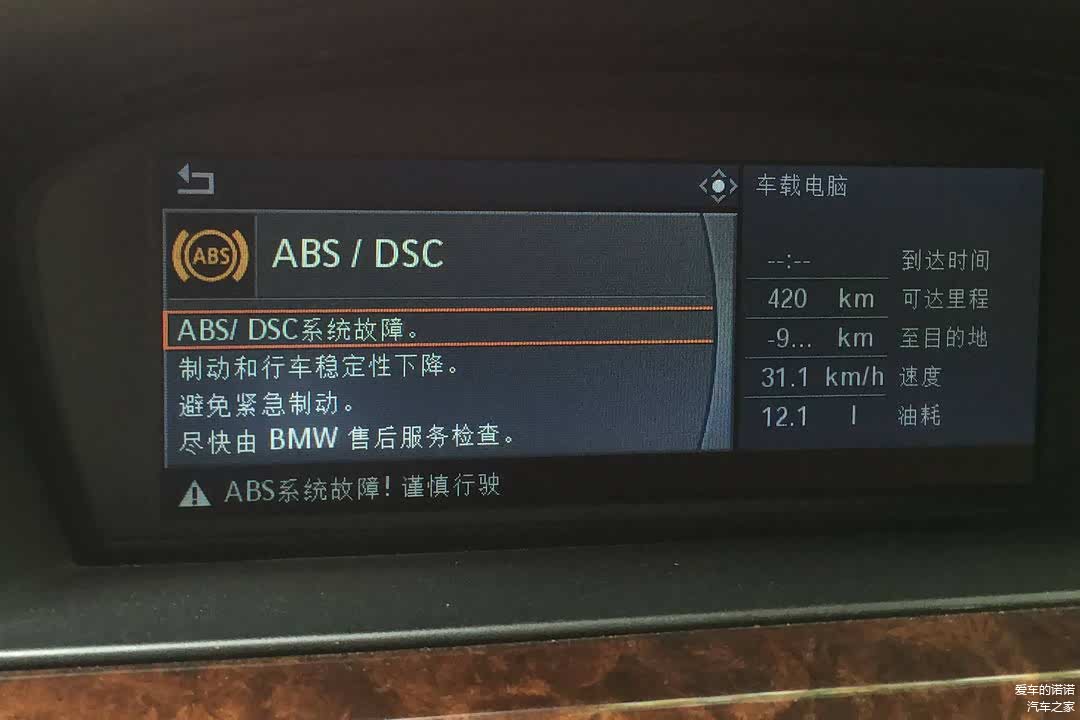 车载电脑
ABS
ABS / DSC
ABS/ DSC系统故障。
制动和行车稳定性下降。
避免紧急制动。
尽快由 BMW 售后服务检查。
ABS系统故障! 谨慎行驶
--:-- 到达时间
420 km 可达里程
-9... km 至目的地
31.1 km/h 速度
12.1 l 油耗
爱车的诺诺
汽车之家